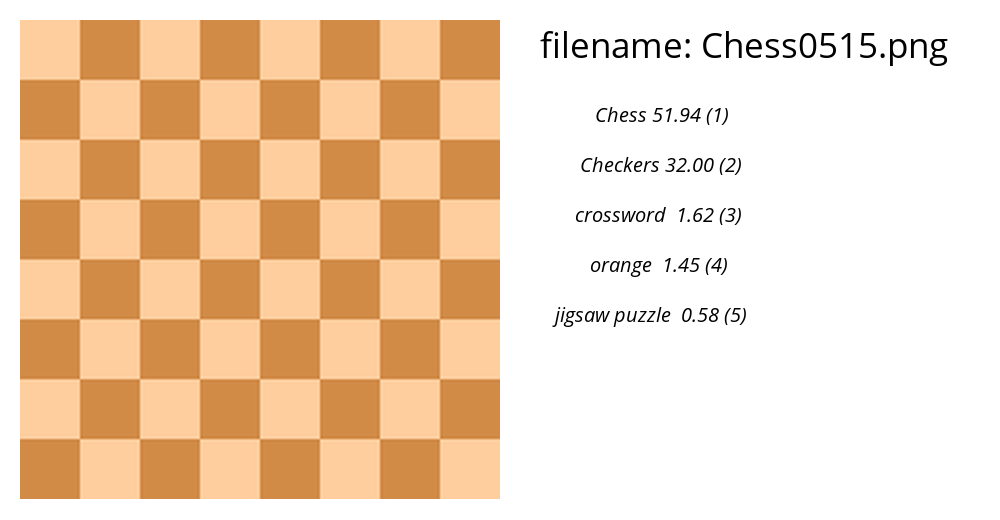 filename: Chess0515.png
Chess 51.94 (1)
Checkers 32.00 (2)
crossword  1.62 (3)
orange  1.45 (4)
jigsaw puzzle  0.58 (5)